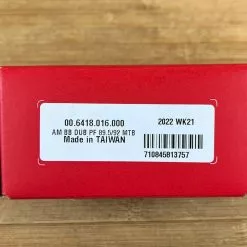 00.6418.016.000
2022 WK21
AM BB DUB PF 89.5/92 MTB
Made in TAIWAN
710845813757